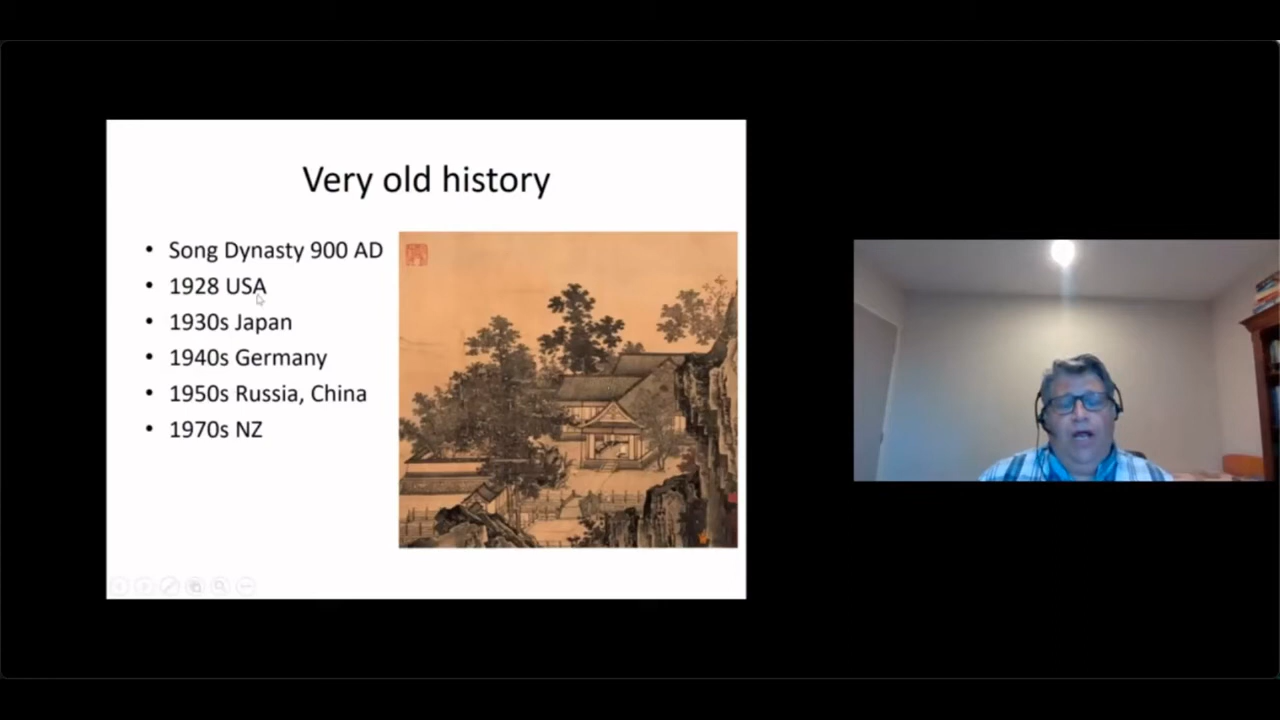 Very old history
• Song Dynasty 900 AD
• 1928 USA
• 1930s Japan
• 1940s Germany
• 1950s Russia, China
• 1970s NZ